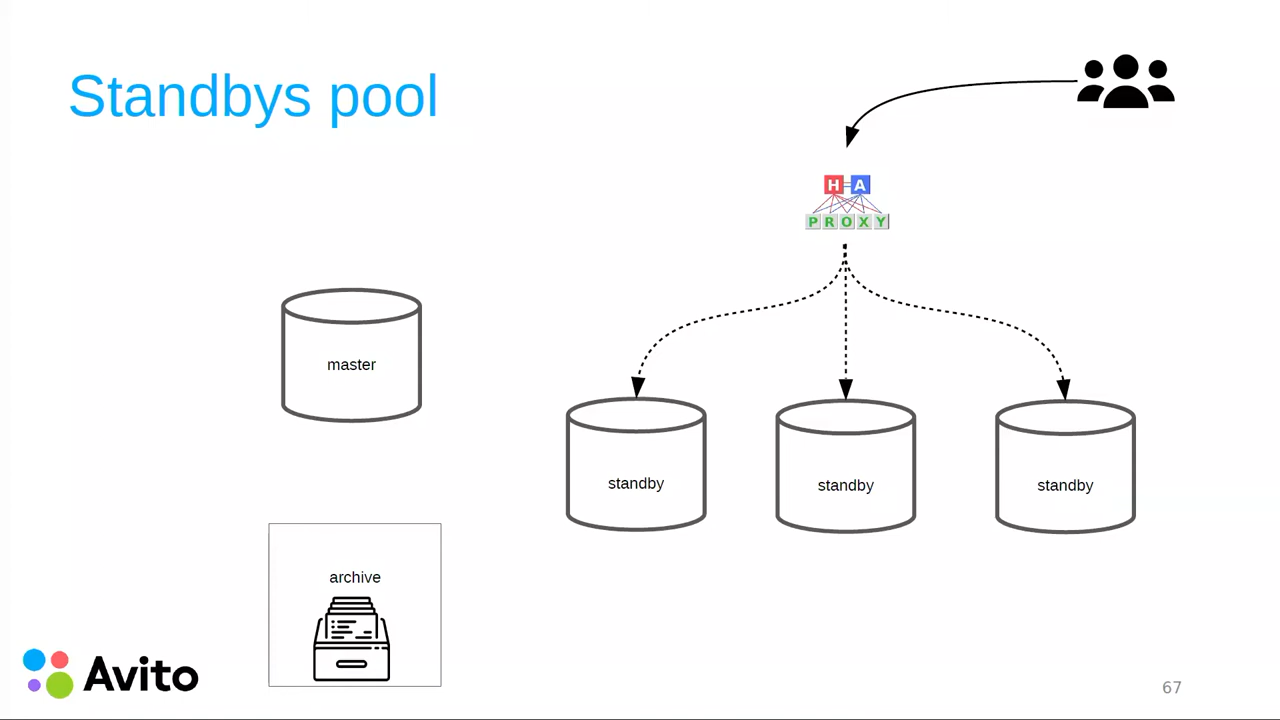 Standbys pool
H A
PROXY
master
standby
standby
standby
archive
Avito
67